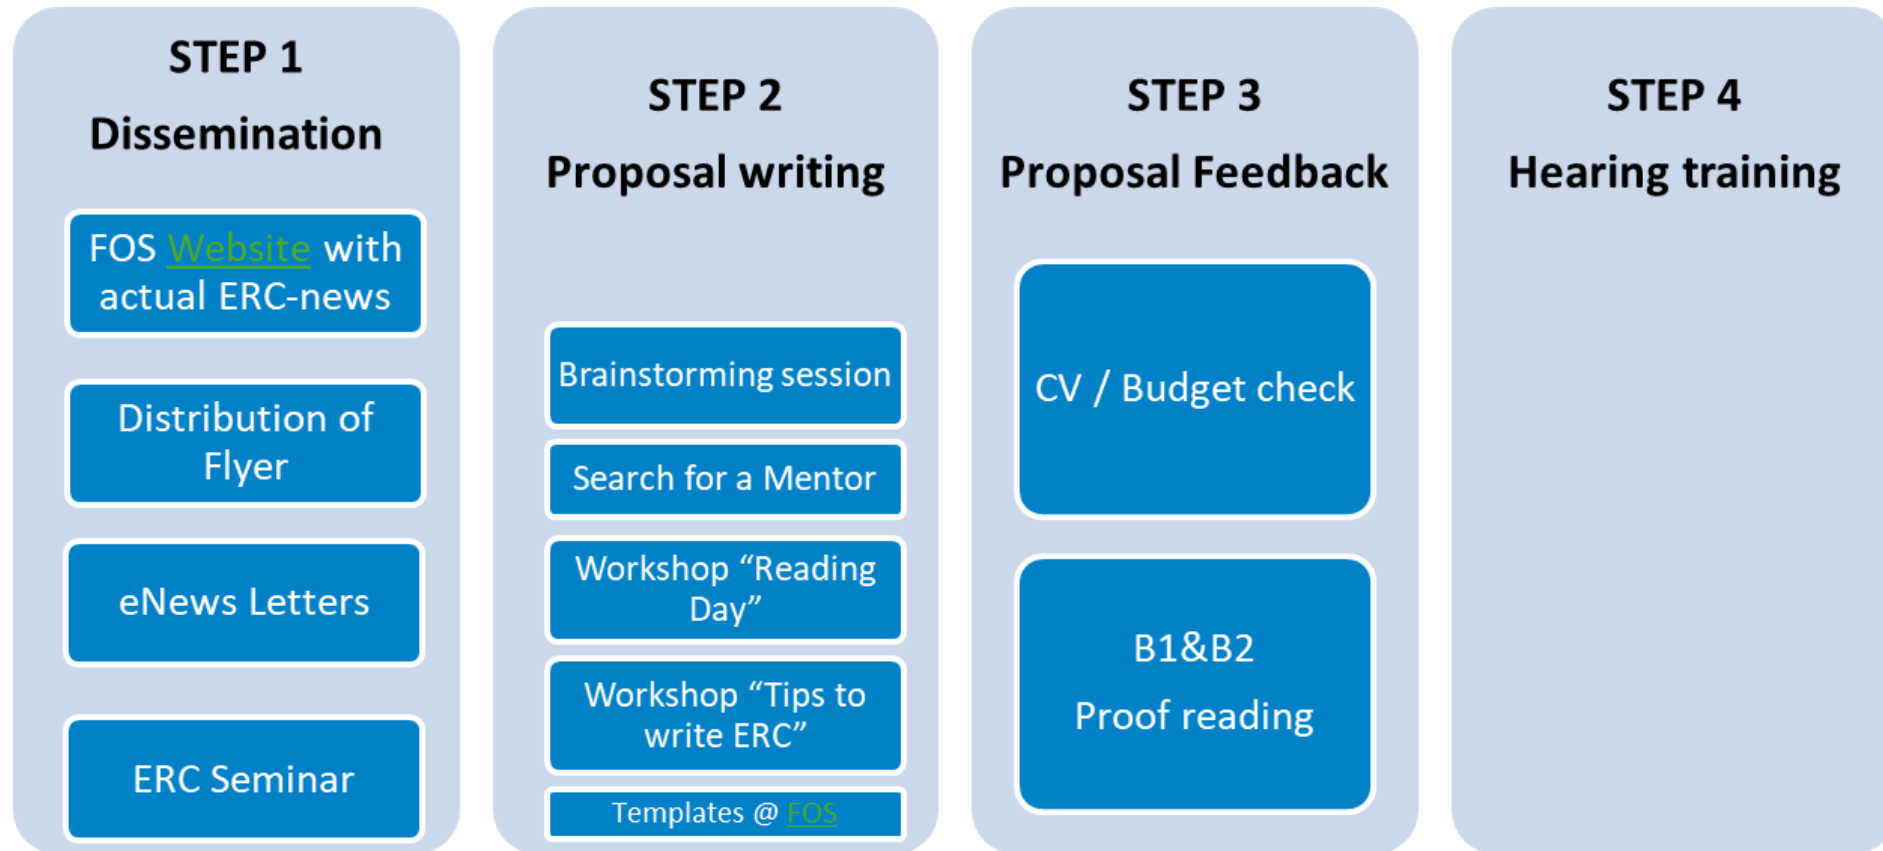 STEP 1
Dissemination
FOS Website with
actual ERC-news
Distribution of
Flyer
eNews Letters
ERC Seminar
STEP 2
Proposal writing
Brainstorming session
Search for a Mentor
Workshop “Reading
Day”
Workshop “Tips to
write ERC”
Templates @ FOS
STEP 3
Proposal Feedback
CV / Budget check
B1&B2
Proof reading
STEP 4
Hearing training